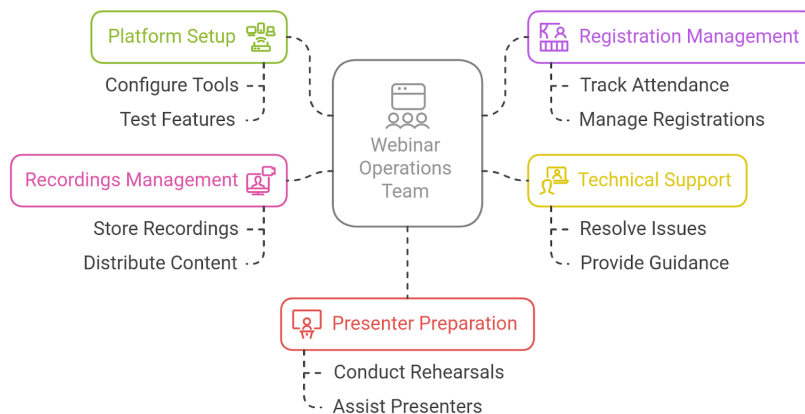 Platform Setup
Configure Tools
Test Features
Registration Management
Track Attendance
Manage Registrations
Webinar
Operations
Team
Recordings Management
Store Recordings
Distribute Content
Technical Support
Resolve Issues
Provide Guidance
Presenter Preparation
Conduct Rehearsals
Assist Presenters